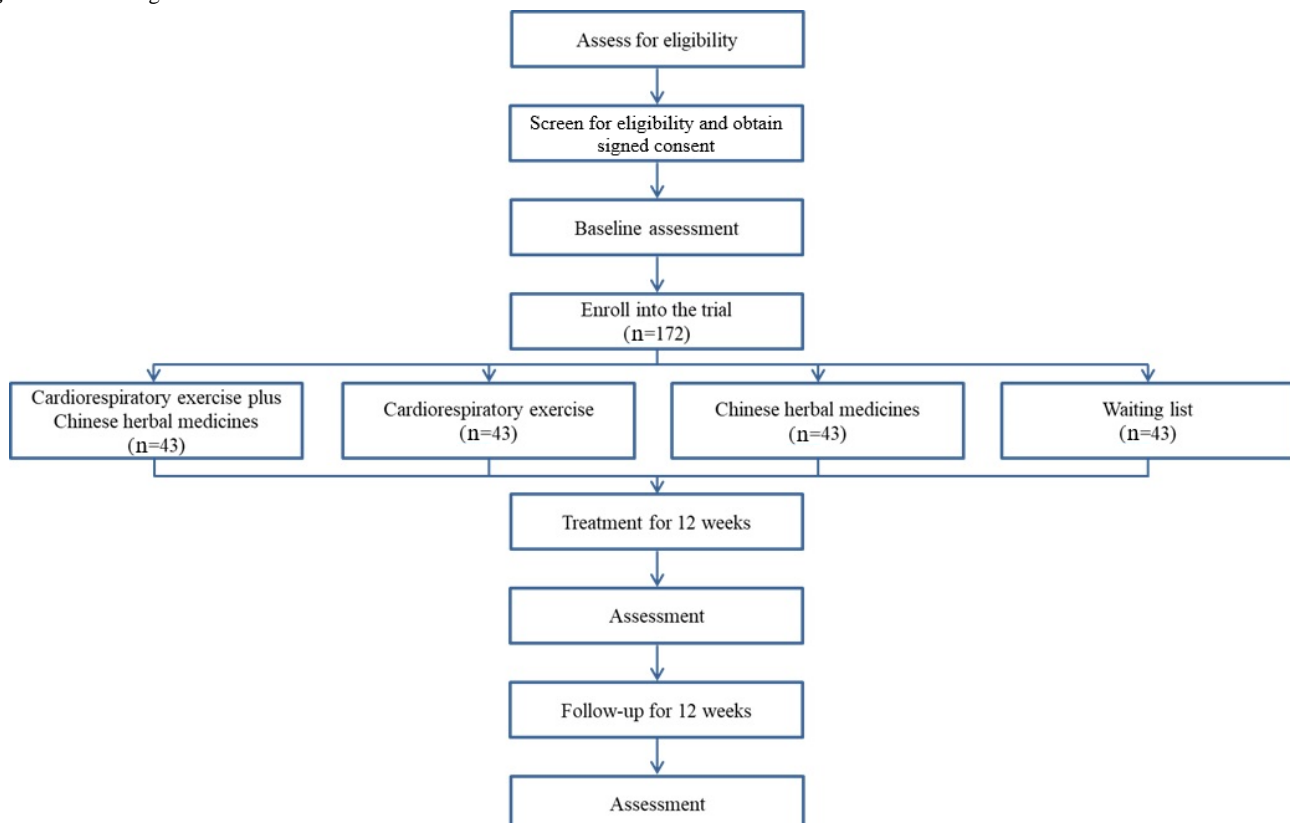 Assess for eligibility
Screen for eligibility and obtain
signed consent
Baseline assessment
Enroll into the trial
(n=172)
Cardiorespiratory exercise plus
Chinese herbal medicines
(n=43)
Cardiorespiratory exercise
(n=43)
Chinese herbal medicines
(n=43)
Waiting list
(n=43)
Treatment for 12 weeks
Assessment
Follow-up for 12 weeks
Assessment